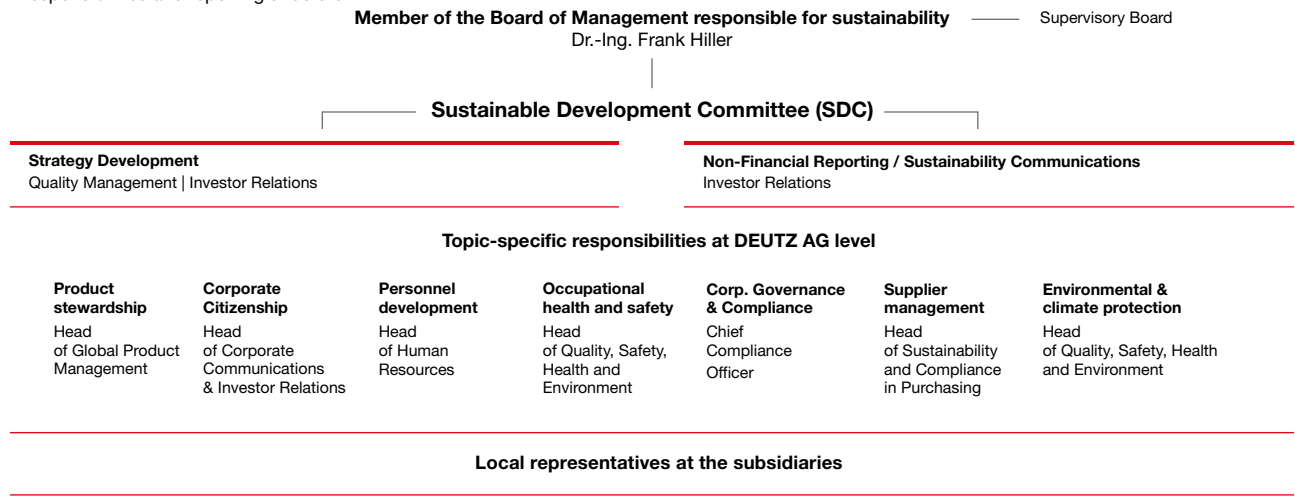 Member of the Board of Management responsible for sustainability
Supervisory Board
Dr.-Ing. Frank Hiller
Sustainable Development Committee (SDC)
Strategy Development
Quality Management | Investor Relations
Non-Financial Reporting / Sustainability Communications
Investor Relations
Topic-specific responsibilities at DEUTZ AG level
Product
stewardship
Head
of Global Product
Management
Corporate
Citizenship
Head
of Corporate
Communications
& Investor Relations
Personnel
development
Head
of Human
Resources
Occupational
health and safety
Head
of Quality, Safety,
Health and
Environment
Corp. Governance
& Compliance
Chief
Compliance
Officer
Supplier
management
Head
of Sustainability
and Compliance
in Purchasing
Environmental &
climate protection
Head
of Quality, Safety, Health
and Environment
Local representatives at the subsidiaries